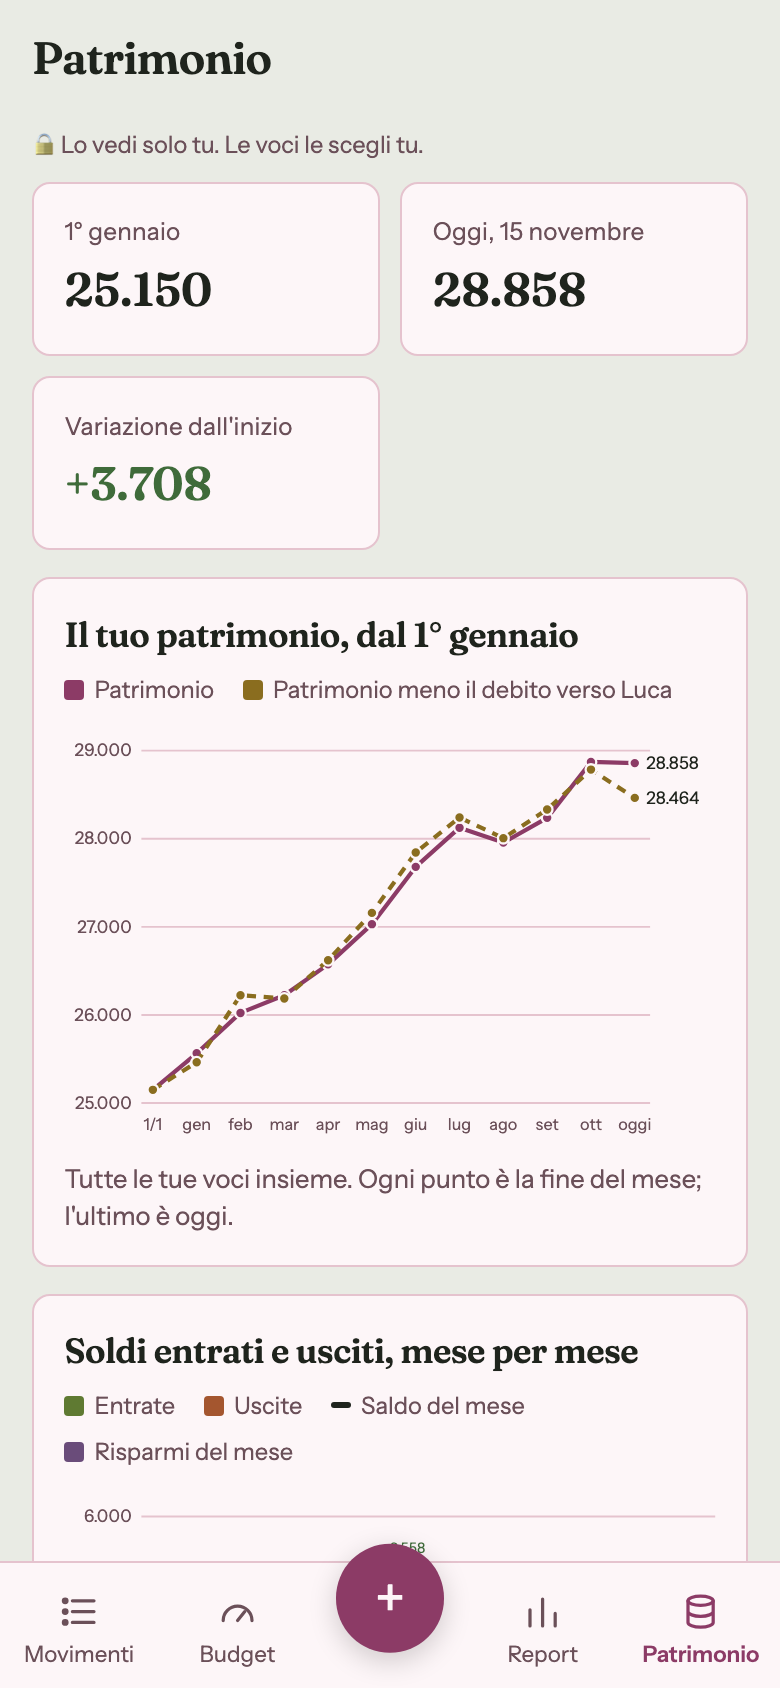 Patrimonio
Lo vedi solo tu. Le voci le scegli tu.
1° gennaio
25.150
Oggi, 15 novembre
28.858
Variazione dall'inizio
+3.708
Il tuo patrimonio, dal 1° gennaio
Patrimonio
Patrimonio meno il debito verso Luca
29.000
28.858
28.464
28.000
27.000
26.000
25.000
1/1 gen feb mar apr mag giu lug ago set ott oggi
Tutte le tue voci insieme. Ogni punto è la fine del mese;
l'ultimo è oggi.
Soldi entrati e usciti, mese per mese
Entrate
Uscite
Saldo del mese
Risparmi del mese
6.000
+
Movimenti
Budget
Report
Patrimonio